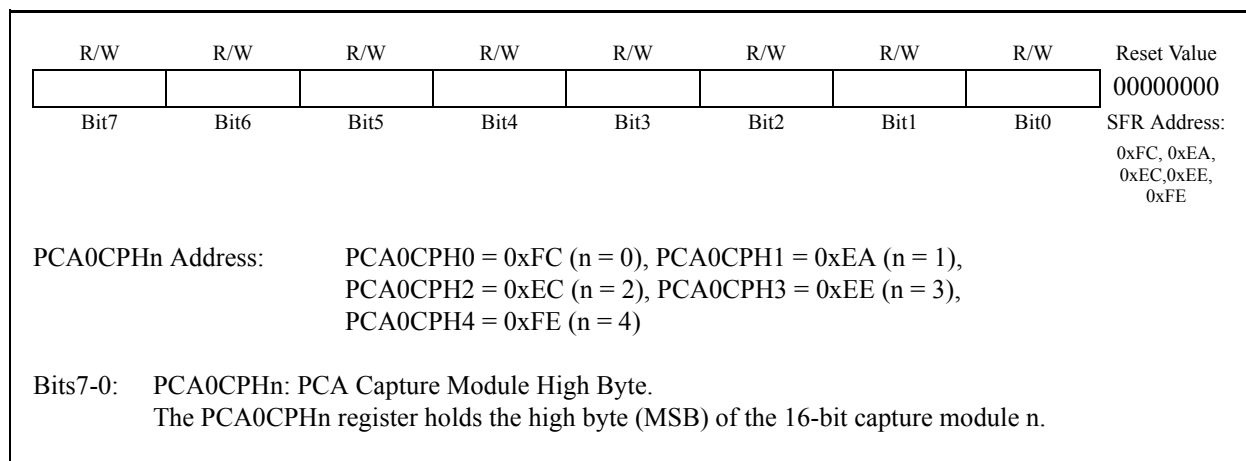 R/W R/W R/W R/W R/W R/W R/W R/W Reset Value
00000000
Bit7 Bit6 Bit5 Bit4 Bit3 Bit2 Bit1 Bit0 SFR Address:
0xFC, 0xEA,
0xEC,0xEE,
0xFE
PCA0CPHn Address: PCA0CPH0 = 0xFC (n = 0), PCA0CPH1 = 0xEA (n = 1),
PCA0CPH2 = 0xEC (n = 2), PCA0CPH3 = 0xEE (n = 3),
PCA0CPH4 = 0xFE (n = 4)
Bits7-0: PCA0CPHn: PCA Capture Module High Byte.
The PCA0CPHn register holds the high byte (MSB) of the 16-bit capture module n.